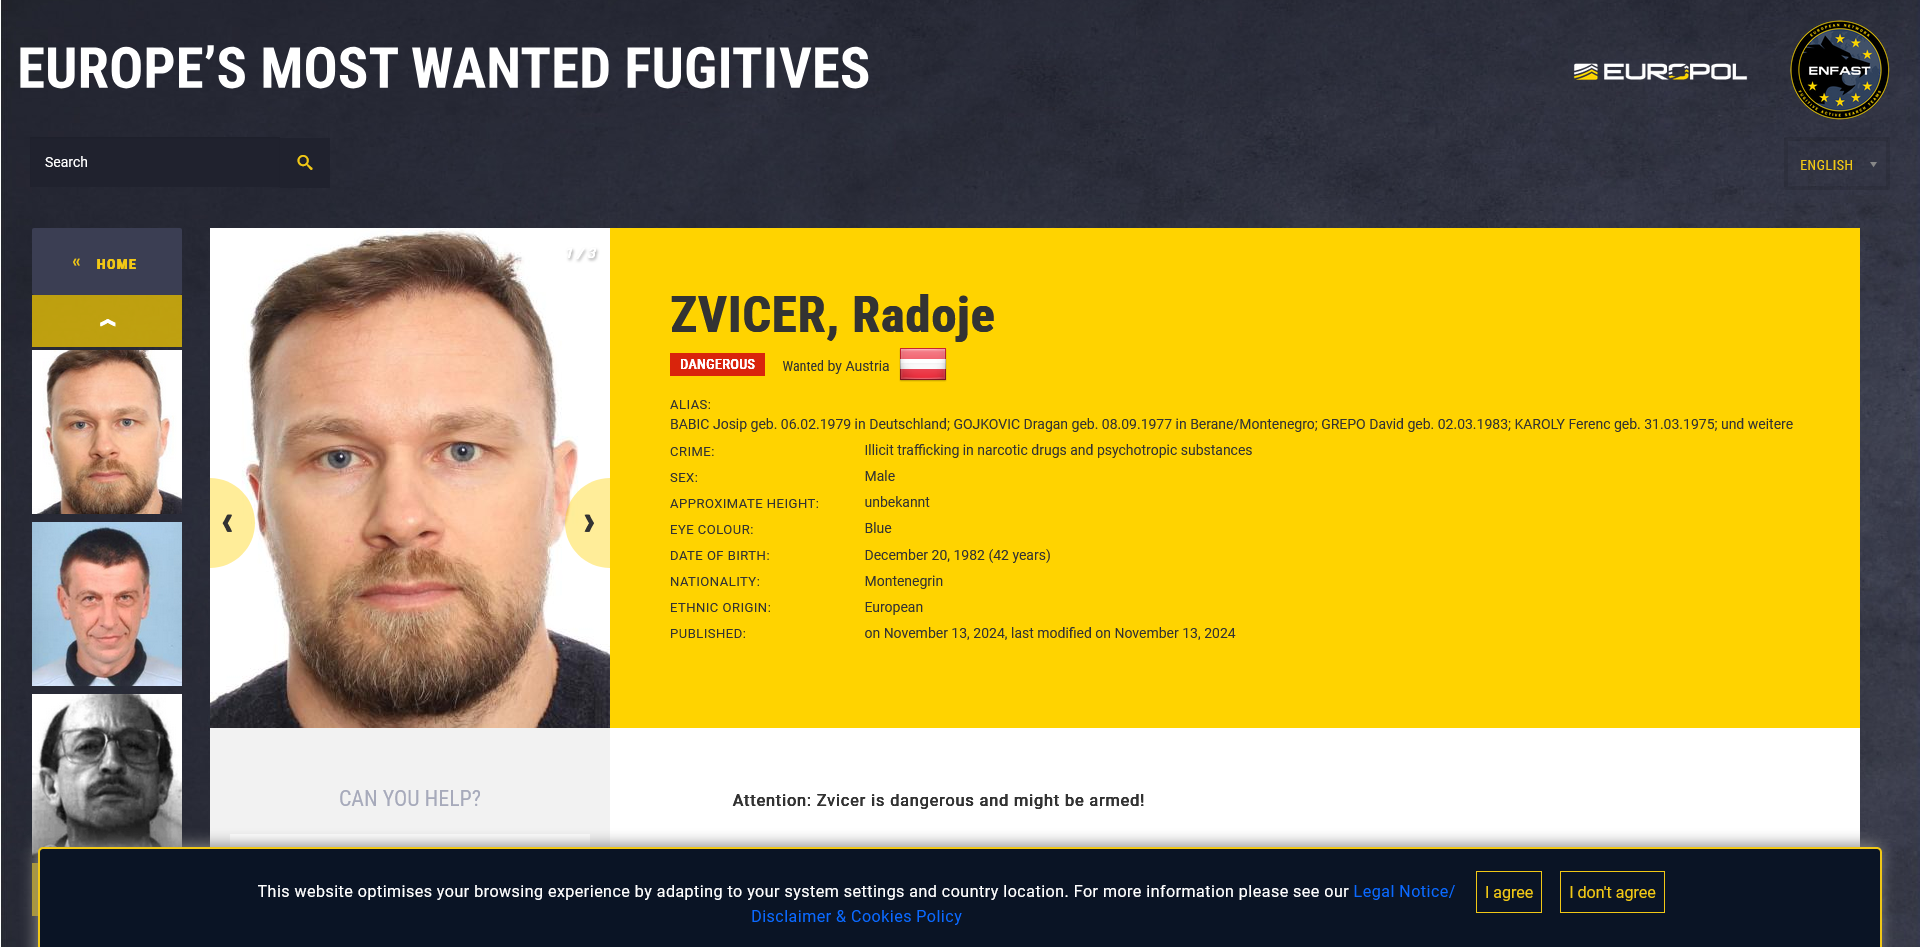 EUROPE’S MOST WANTED FUGITIVES
EUROPOL
ENFAST
Search
ENGLISH
« HOME
1 / 3
ZVICER, Radoje
DANGEROUS Wanted by Austria
ALIAS:
BABIC Josip geb. 06.02.1979 in Deutschland; GOJKOVIC Dragan geb. 08.09.1977 in Berane/Montenegro; GREPO David geb. 02.03.1983; KAROLY Ferenc geb. 31.03.1975; und weitere
CRIME: Illicit trafficking in narcotic drugs and psychotropic substances
SEX: Male
APPROXIMATE HEIGHT: unbekannt
EYE COLOUR: Blue
DATE OF BIRTH: December 20, 1982 (42 years)
NATIONALITY: Montenegrin
ETHNIC ORIGIN: European
PUBLISHED: on November 13, 2024, last modified on November 13, 2024
CAN YOU HELP?
Attention: Zvicer is dangerous and might be armed!
This website optimises your browsing experience by adapting to your system settings and country location. For more information please see our Legal Notice/
Disclaimer & Cookies Policy
I agree
I don't agree